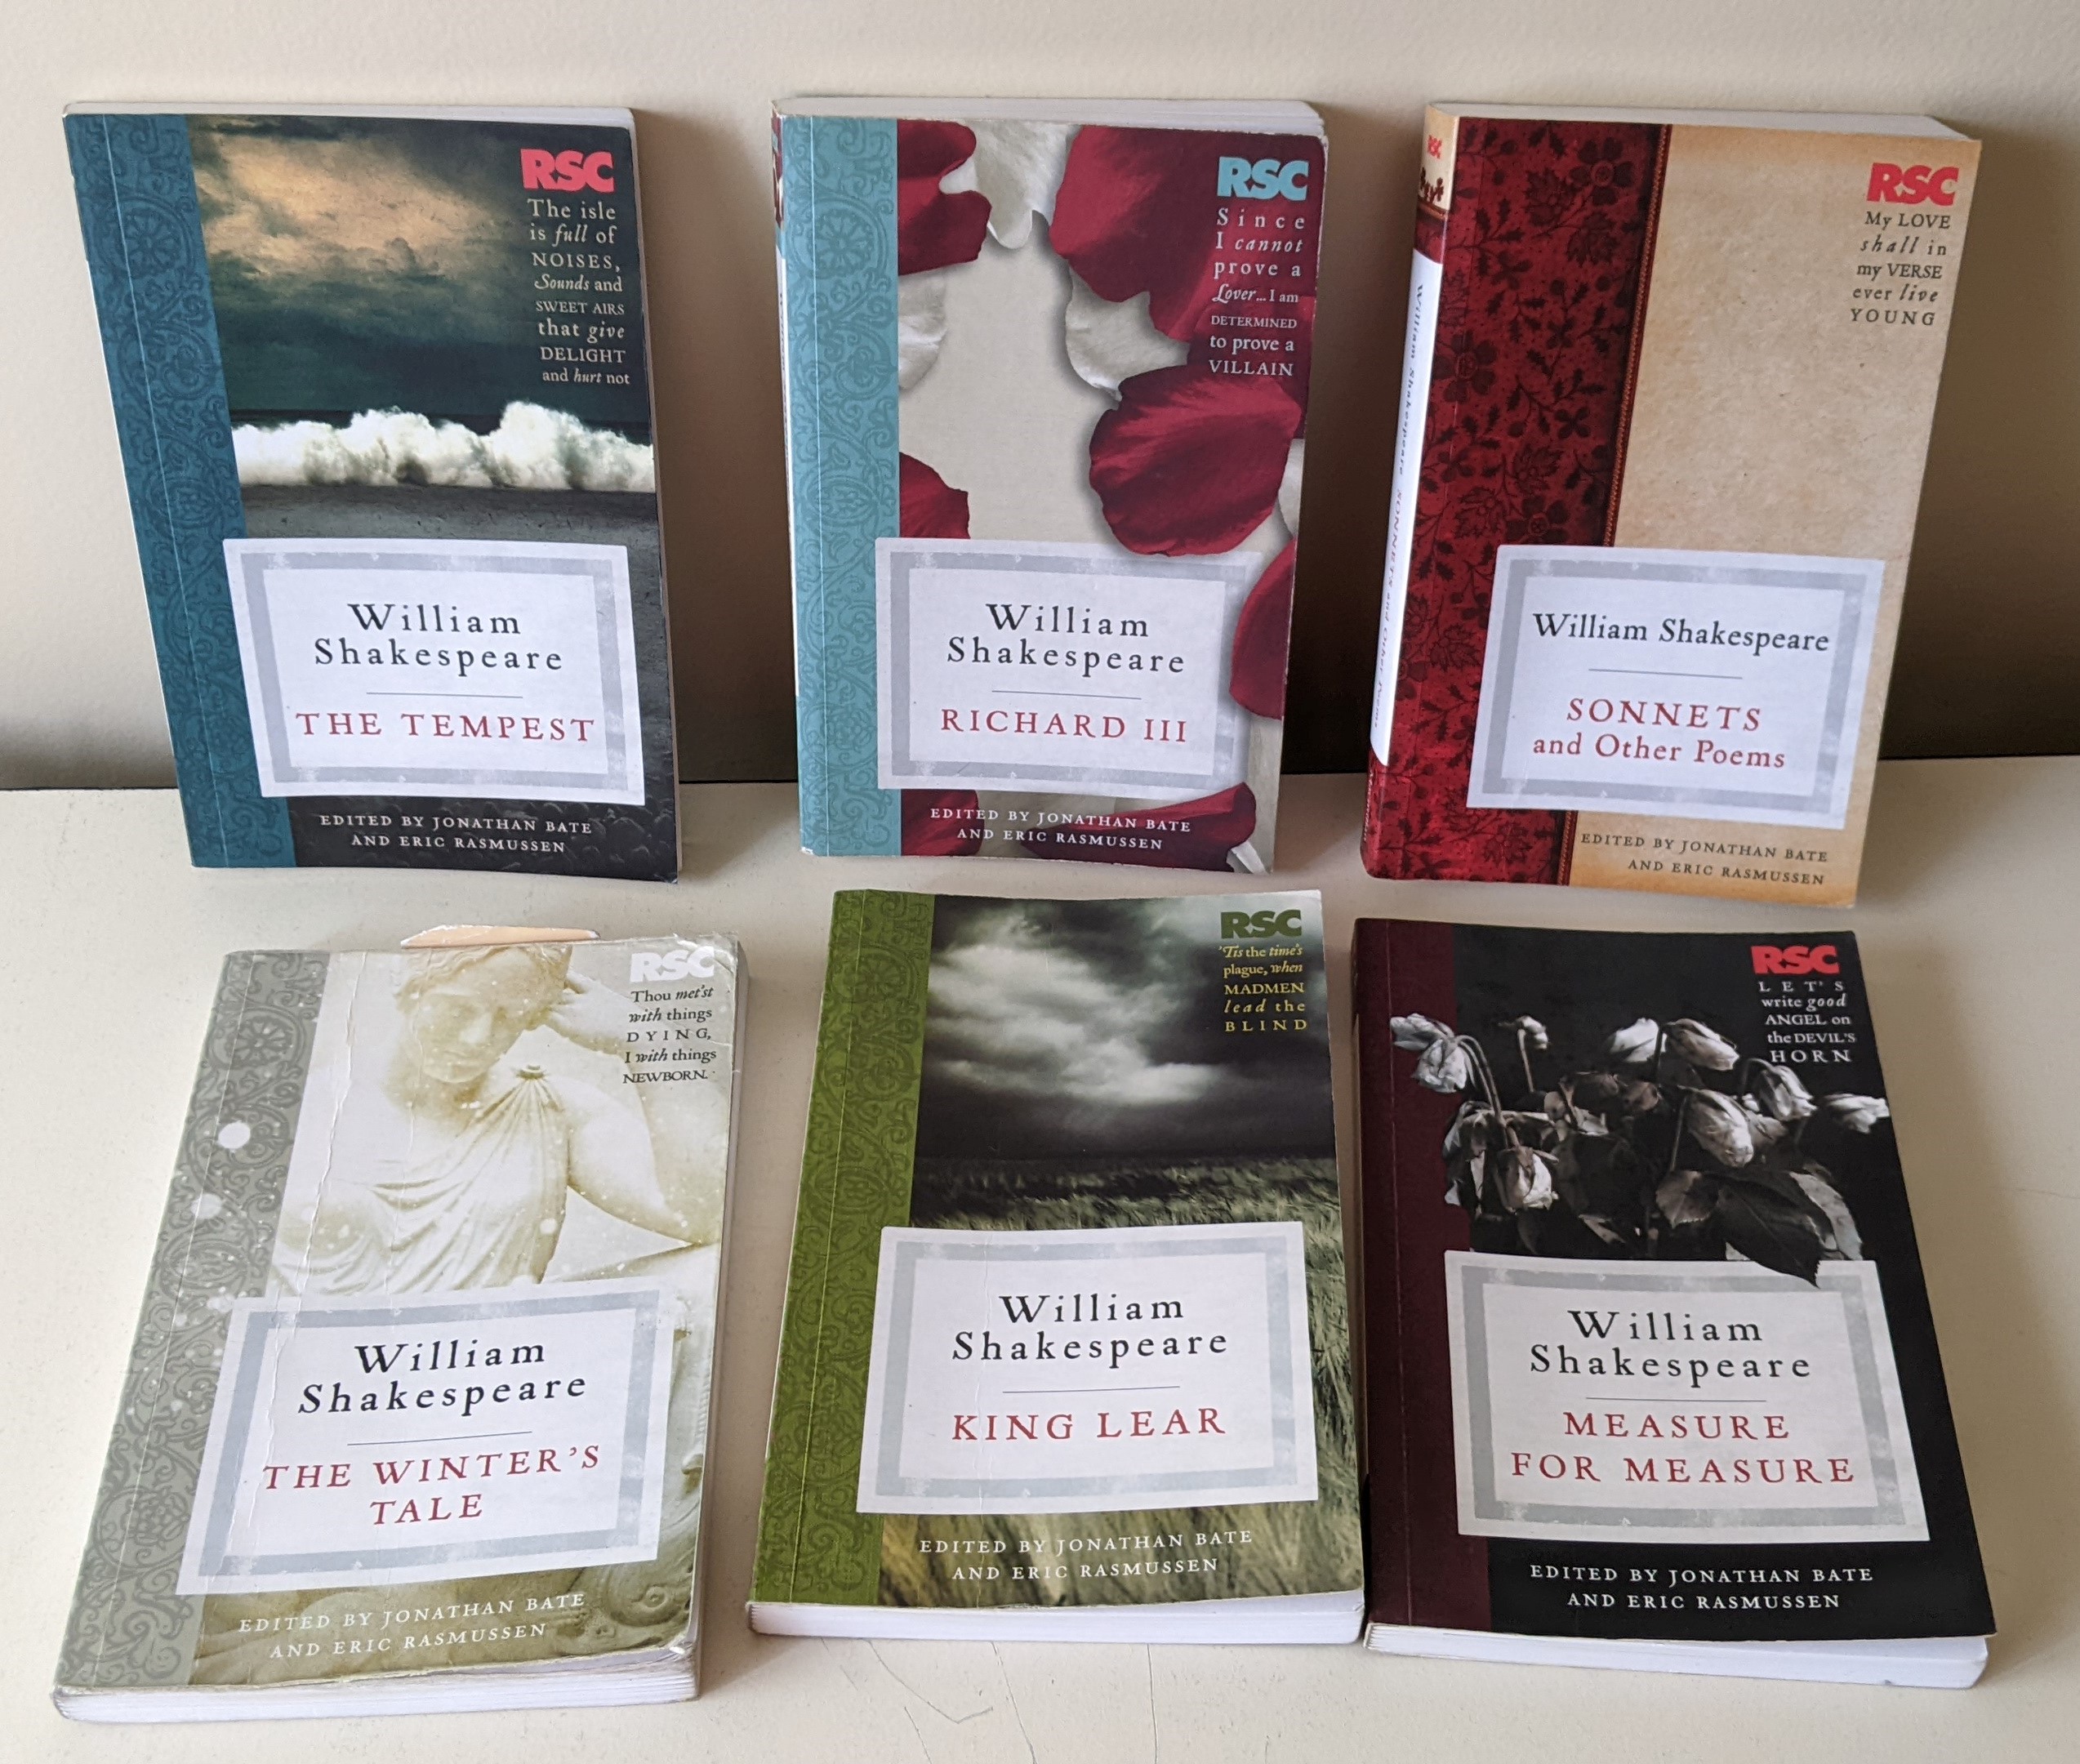 RSC
The isle
is full of
NOISES,
Sounds and
SWEET AIRS
that give
DELIGHT
and hurt not
William
Shakespeare
THE TEMPEST
EDITED BY JONATHAN BATE
AND ERIC RASMUSSEN
RSC
Since
I cannot
prove a
Lover... I am
DETERMINED
to prove a
VILLAIN
William
Shakespeare
RICHARD III
EDITED BY JONATHAN BATE
AND ERIC RASMUSSEN
RSC
William Shakespeare SONNETS and Other Poems
RSC
My LOVE
shall in
my VERSE
ever live
YOUNG
William Shakespeare
SONNETS
and Other Poems
EDITED BY JONATHAN BATE
AND ERIC RASMUSSEN
RSC
Thou met'st
with things
DYING,
I with things
NEWBORN.
William
Shakespeare
THE WINTER'S
TALE
EDITED BY JONATHAN BATE
AND ERIC RASMUSSEN
RSC
'Tis the time's
plague, when
MADMEN
lead the
BLIND
William
Shakespeare
KING LEAR
EDITED BY JONATHAN BATE
AND ERIC RASMUSSEN
RSC
LET'S
write good
ANGEL on
the DEVIL'S
HORN
William
Shakespeare
MEASURE
FOR MEASURE
EDITED BY JONATHAN BATE
AND ERIC RASMUSSEN